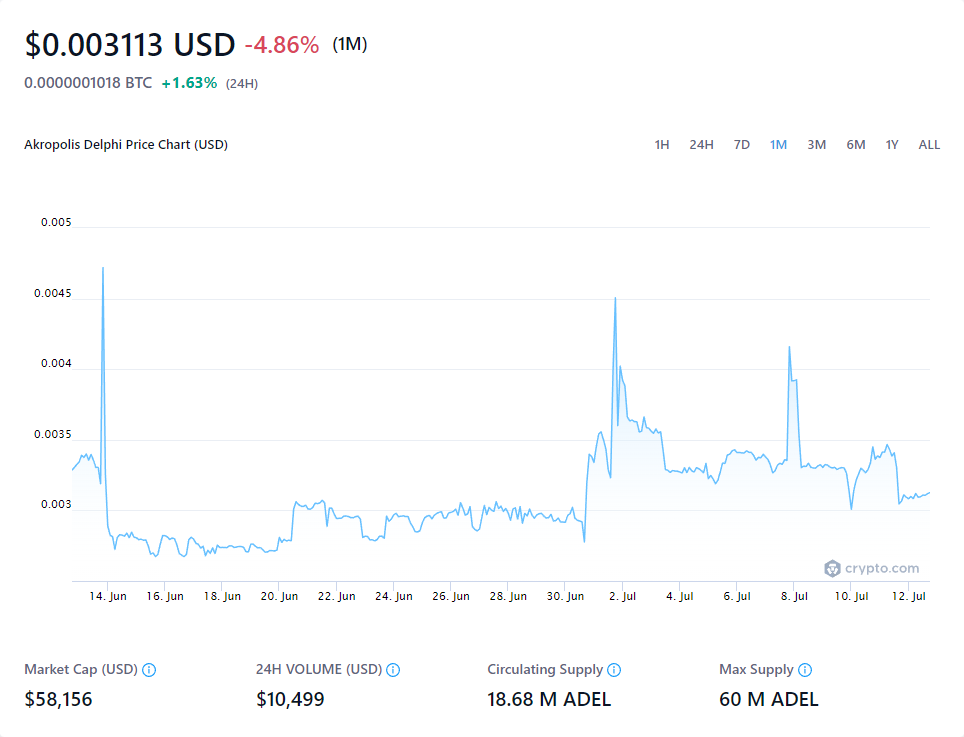 $0.003113 USD -4.86% (1M)
0.0000001018 BTC +1.63% (24H)
Akropolis Delphi Price Chart (USD) 1H 24H 7D 1M 3M 6M 1Y ALL
0.005
0.0045
0.004
0.0035
0.003
crypto.com
14. Jun 16. Jun 18. Jun 20. Jun 22. Jun 24. Jun 26. Jun 28. Jun 30. Jun 2. Jul 4. Jul 6. Jul 8. Jul 10. Jul 12. Jul
Market Cap (USD) 24H VOLUME (USD) Circulating Supply Max Supply
$58,156 $10,499 18.68 M ADEL 60 M ADEL